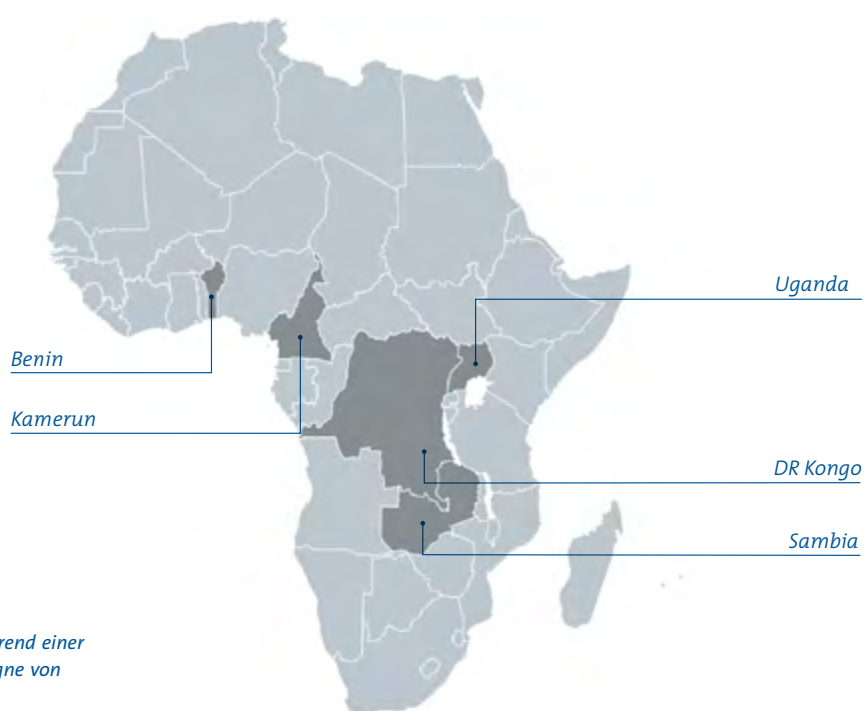 Uganda
Benin
Kamerun
DR Kongo
Sambia
rend einer
gne von